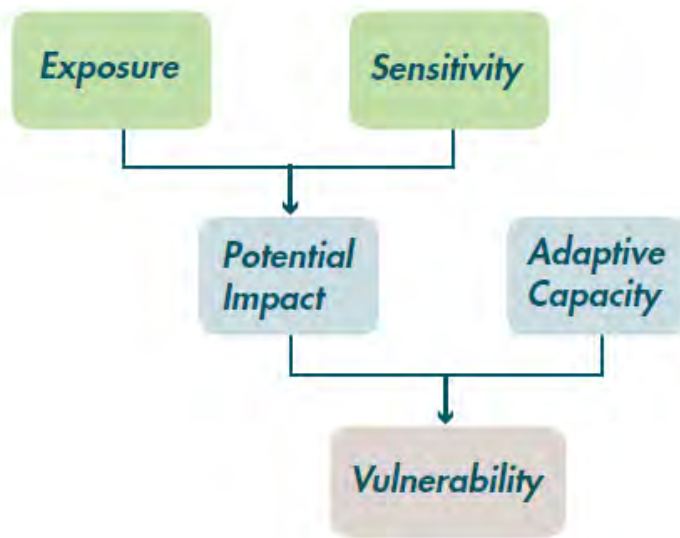 Exposure
Sensitivity
Potential
Impact
Adaptive
Capacity
Vulnerability